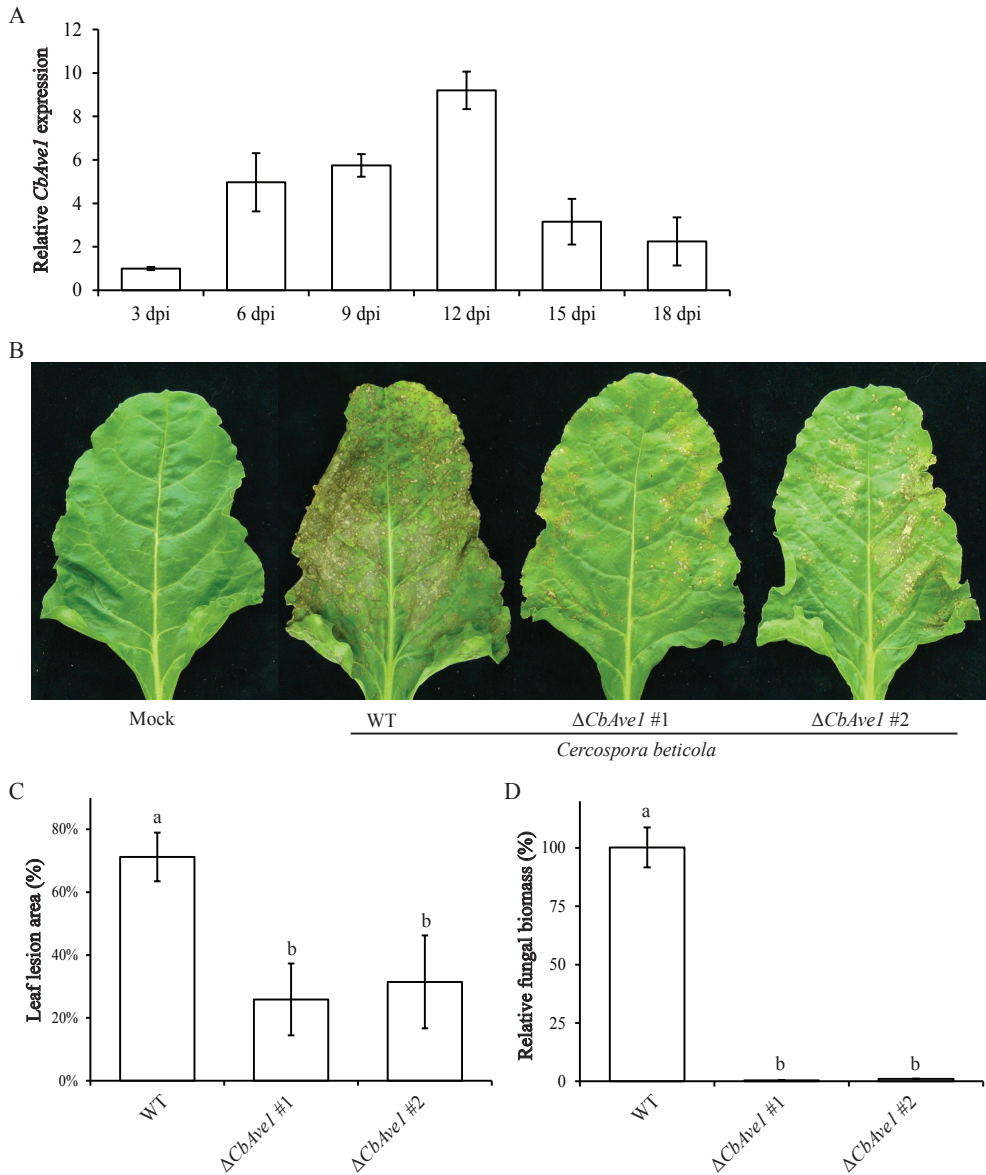 A
Relative CbAve1 expression
12
10
8
6
4
2
0
3 dpi 6 dpi 9 dpi 12 dpi 15 dpi 18 dpi
B
Mock WT ΔCbAve1 #1 ΔCbAve1 #2
Cercospora beticola
C
Leaf lesion area (%)
80%
60%
40%
20%
0%
a
b
b
WT ΔCbAve1 #1 ΔCbAve1 #2
D
Relative fungal biomass (%)
100
75
50
25
0
a
b
b
WT ΔCbAve1 #1 ΔCbAve1 #2